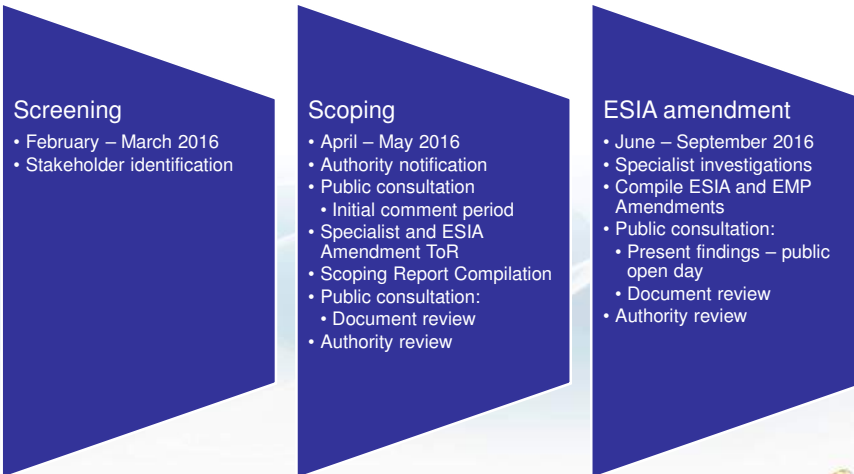 Screening
• February – March 2016
• Stakeholder identification
Scoping
• April – May 2016
• Authority notification
• Public consultation
• Initial comment period
• Specialist and ESIA
Amendment ToR
• Scoping Report Compilation
• Public consultation:
• Document review
• Authority review
ESIA amendment
• June – September 2016
• Specialist investigations
• Compile ESIA and EMP
Amendments
• Public consultation:
• Present findings – public
open day
• Document review
• Authority review